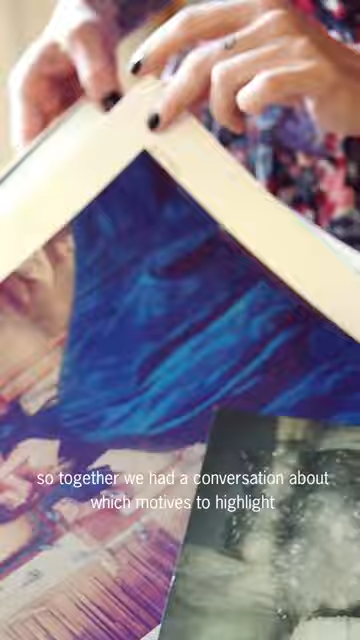 so together we had a conversation about
which motives to highlight